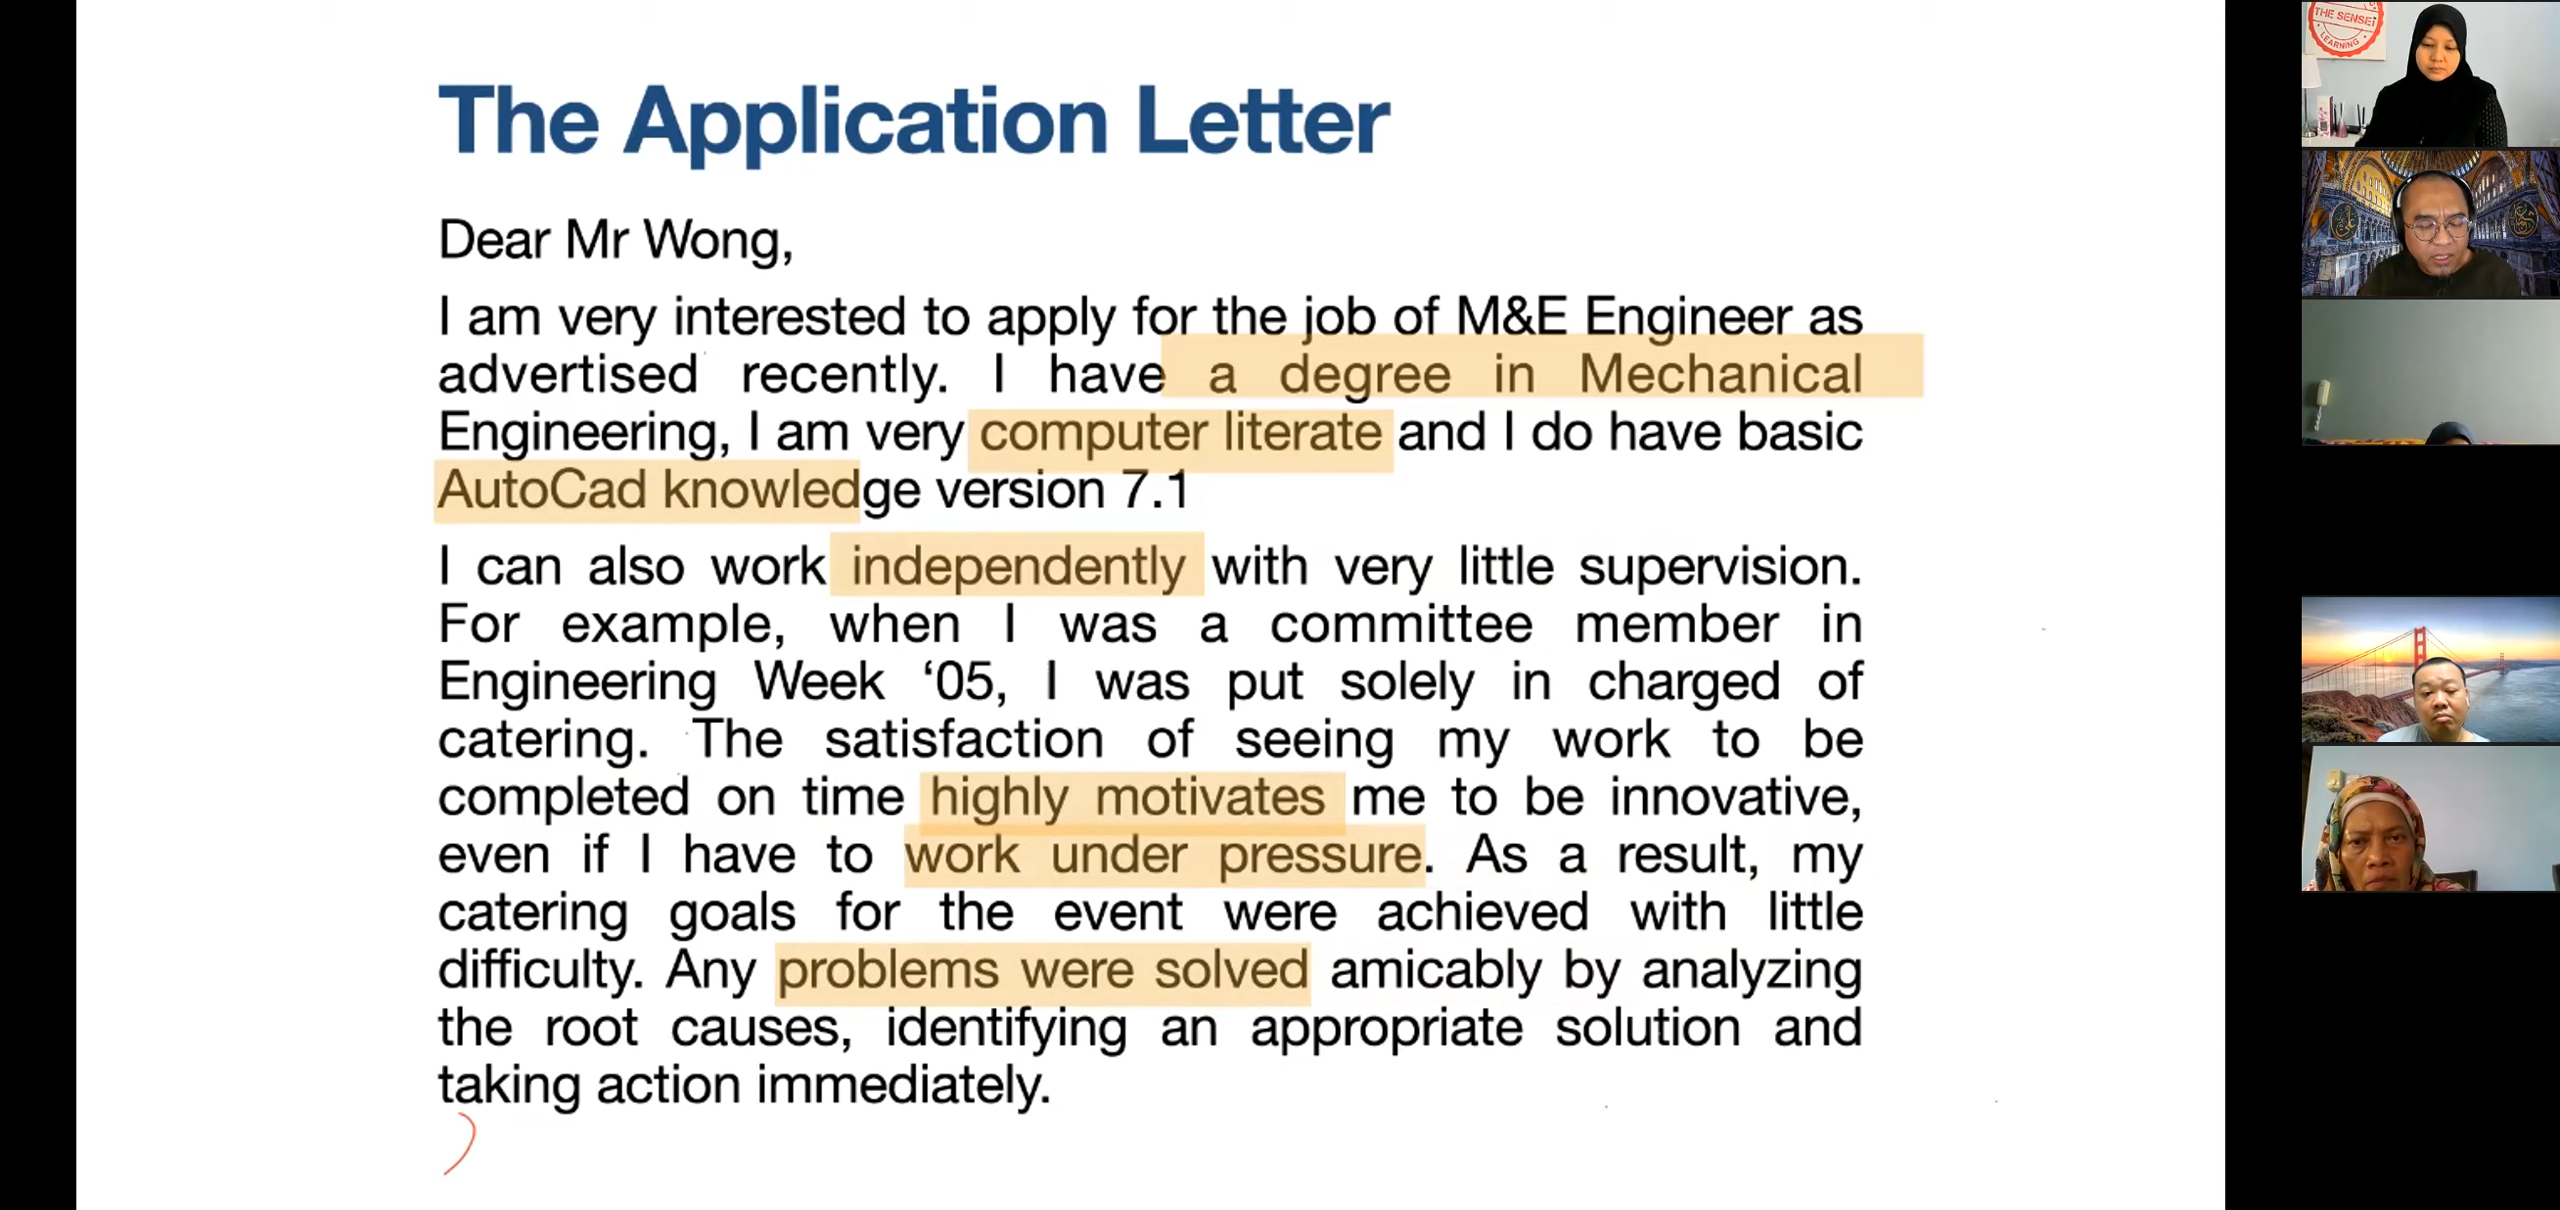 The Application Letter
Dear Mr Wong,
I am very interested to apply for the job of M&E Engineer as
advertised recently. I have a degree in Mechanical
Engineering, I am very computer literate and I do have basic
AutoCad knowledge version 7.1
I can also work independently with very little supervision.
For example, when I was a committee member in
Engineering Week ‘05, I was put solely in charged of
catering. The satisfaction of seeing my work to be
completed on time highly motivates me to be innovative,
even if I have to work under pressure. As a result, my
catering goals for the event were achieved with little
difficulty. Any problems were solved amicably by analyzing
the root causes, identifying an appropriate solution and
taking action immediately.
THE SENSEI
LEARNING